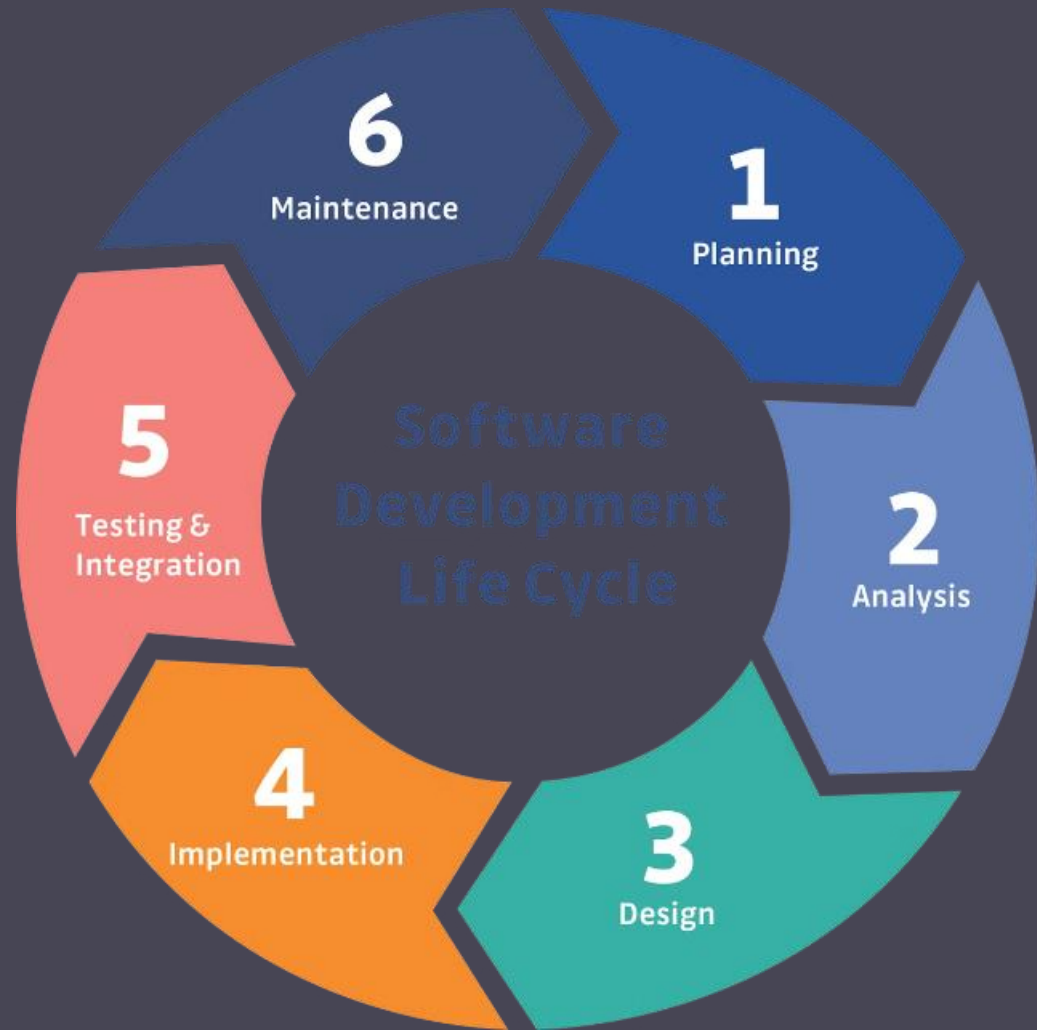 Software
Development
Life Cycle
1
Planning
2
Analysis
3
Design
4
Implementation
5
Testing &
Integration
6
Maintenance